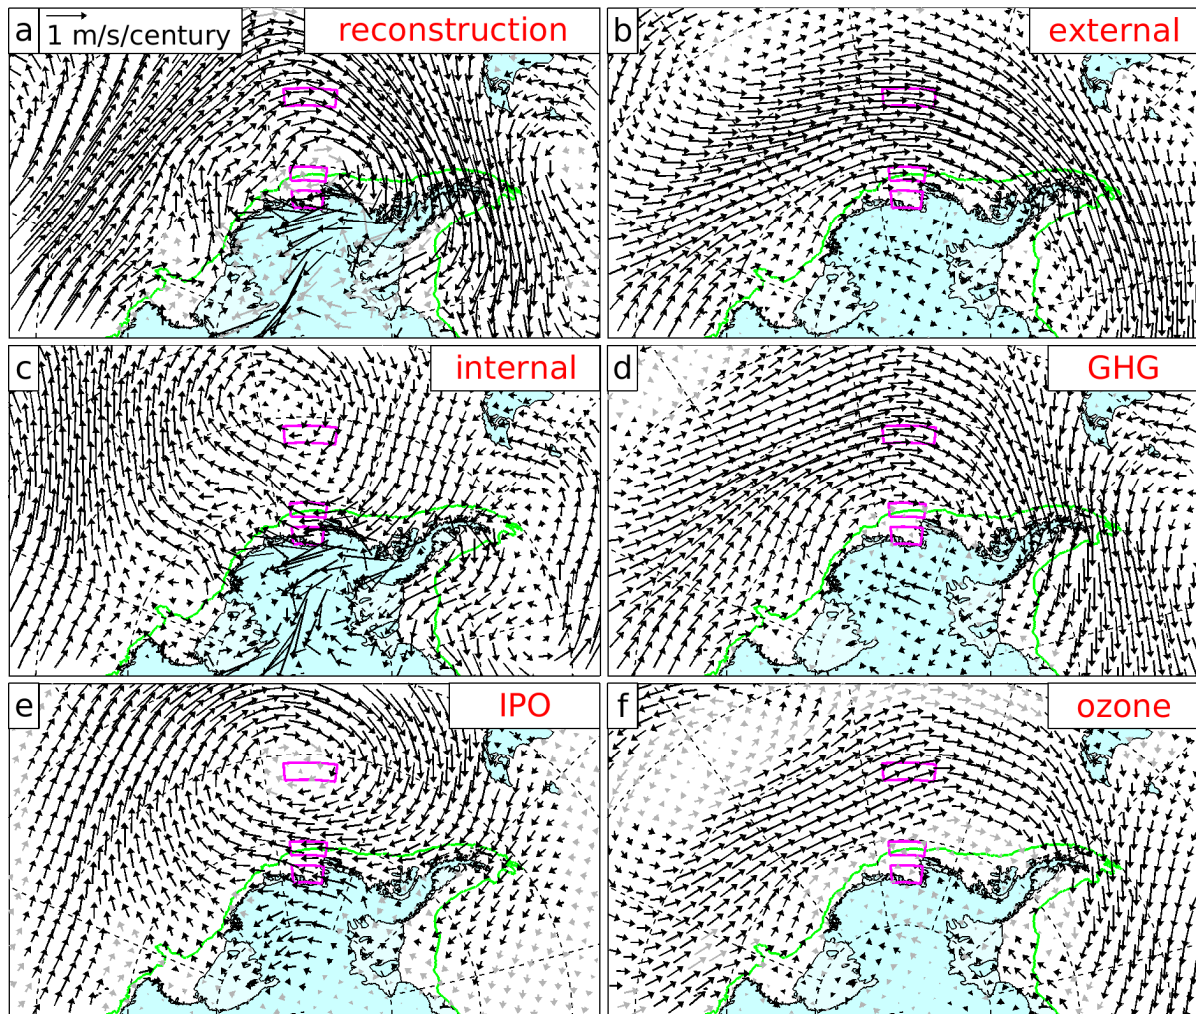 a
1 m/s/century
reconstruction
b
external
c
internal
d
GHG
e
IPO
f
ozone